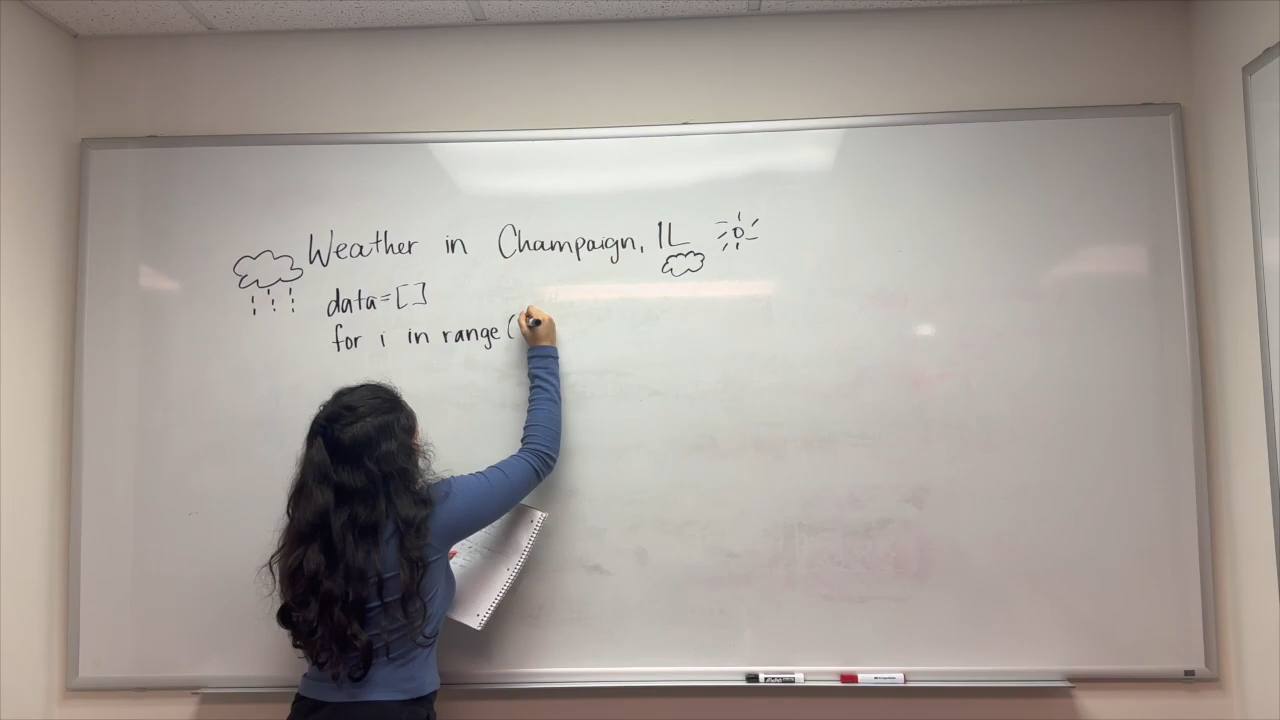 Weather in Champaign, IL
data=[]
for i in range (